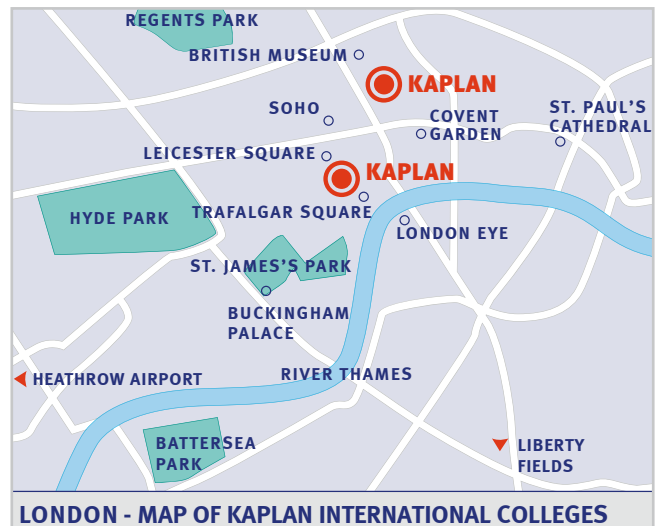 REGENTS PARK
BRITISH MUSEUM
KAPLAN
SOHO
COVENT
GARDEN
ST. PAUL'S
CATHEDRAL
LEICESTER SQUARE
KAPLAN
HYDE PARK
TRAFALGAR SQUARE
LONDON EYE
ST. JAMES'S PARK
BUCKINGHAM
PALACE
RIVER THAMES
HEATHROW AIRPORT
BATTERSEA
PARK
LIBERTY
FIELDS
LONDON - MAP OF KAPLAN INTERNATIONAL COLLEGES